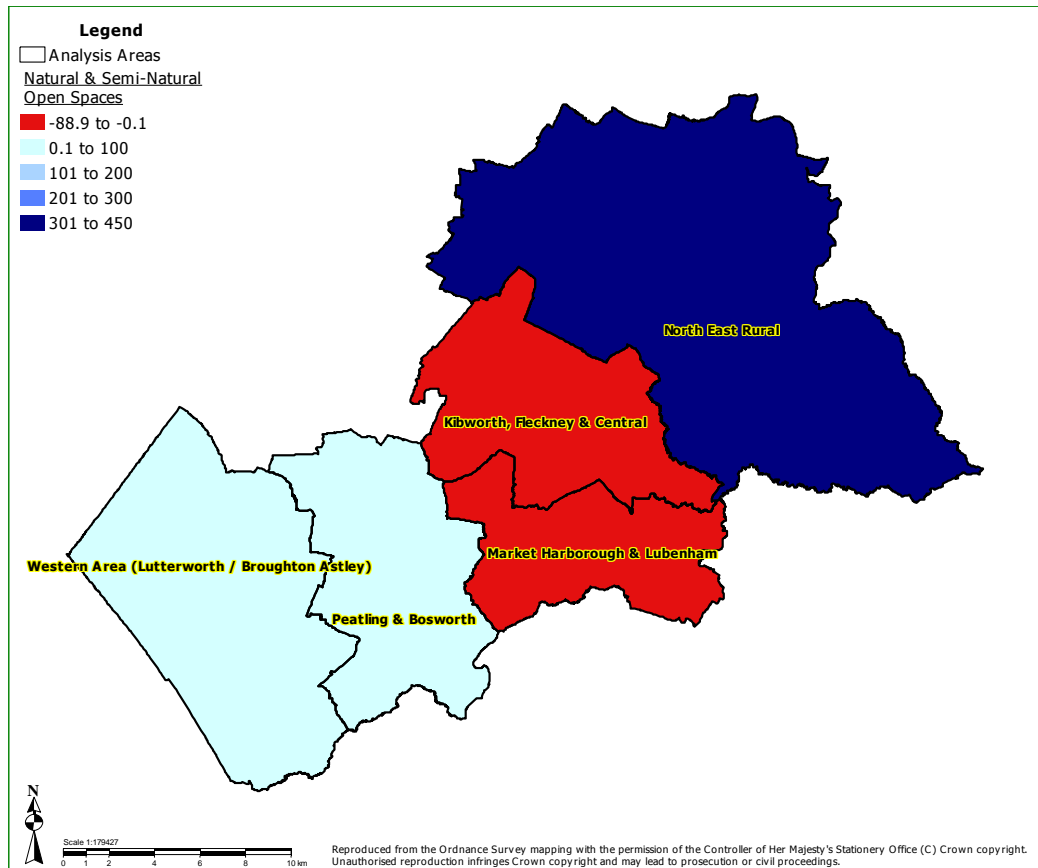 Legend
Analysis Areas
Natural & Semi-Natural
Open Spaces
-88.9 to -0.1
0.1 to 100
101 to 200
201 to 300
301 to 450
North East Rural
Kibworth, Fleckney & Central
Market Harborough & Lubenham
Western Area (Lutterworth / Broughton Astley)
Peatling & Bosworth
N
Scale 1:179427
0 1 2 4 6 8 10 km
Reproduced from the Ordnance Survey mapping with the permission of the Controller of Her Majesty's Stationery Office (C) Crown copyright.
Unauthorised reproduction infringes Crown copyright and may lead to prosecution or civil proceedings.